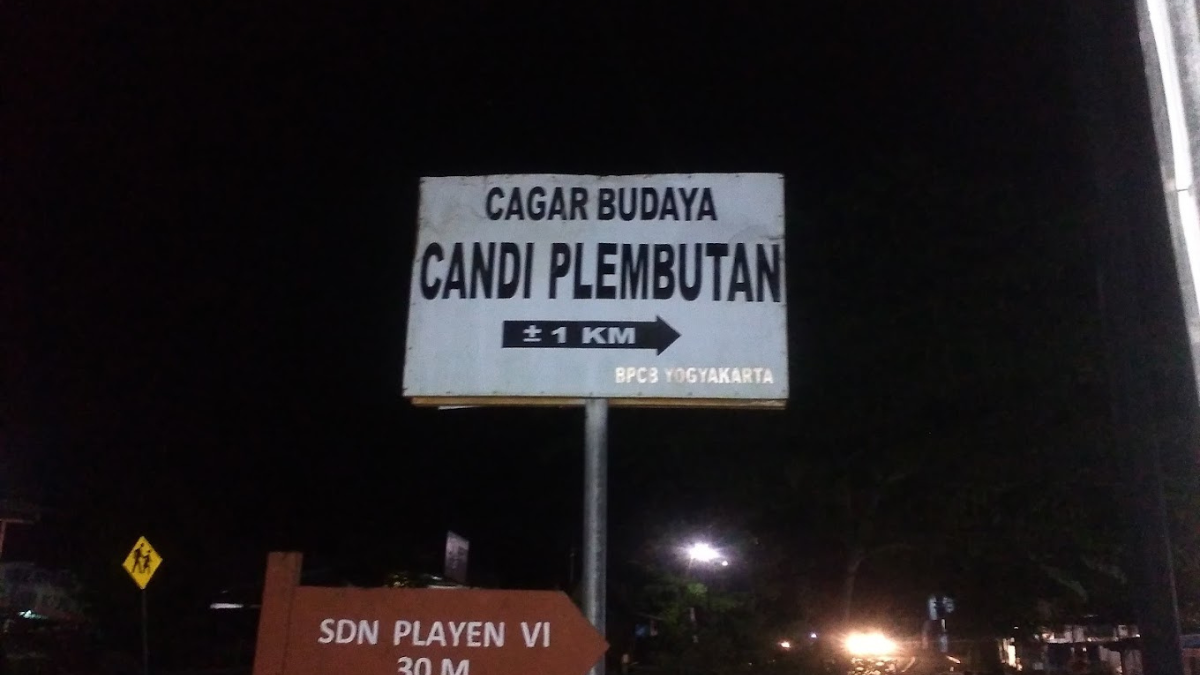 CAGAR BUDAYA
CANDI PLEMBUTAN
± 1 KM
BPCB YOGYAKARTA
SDN PLAYEN VI
30 M